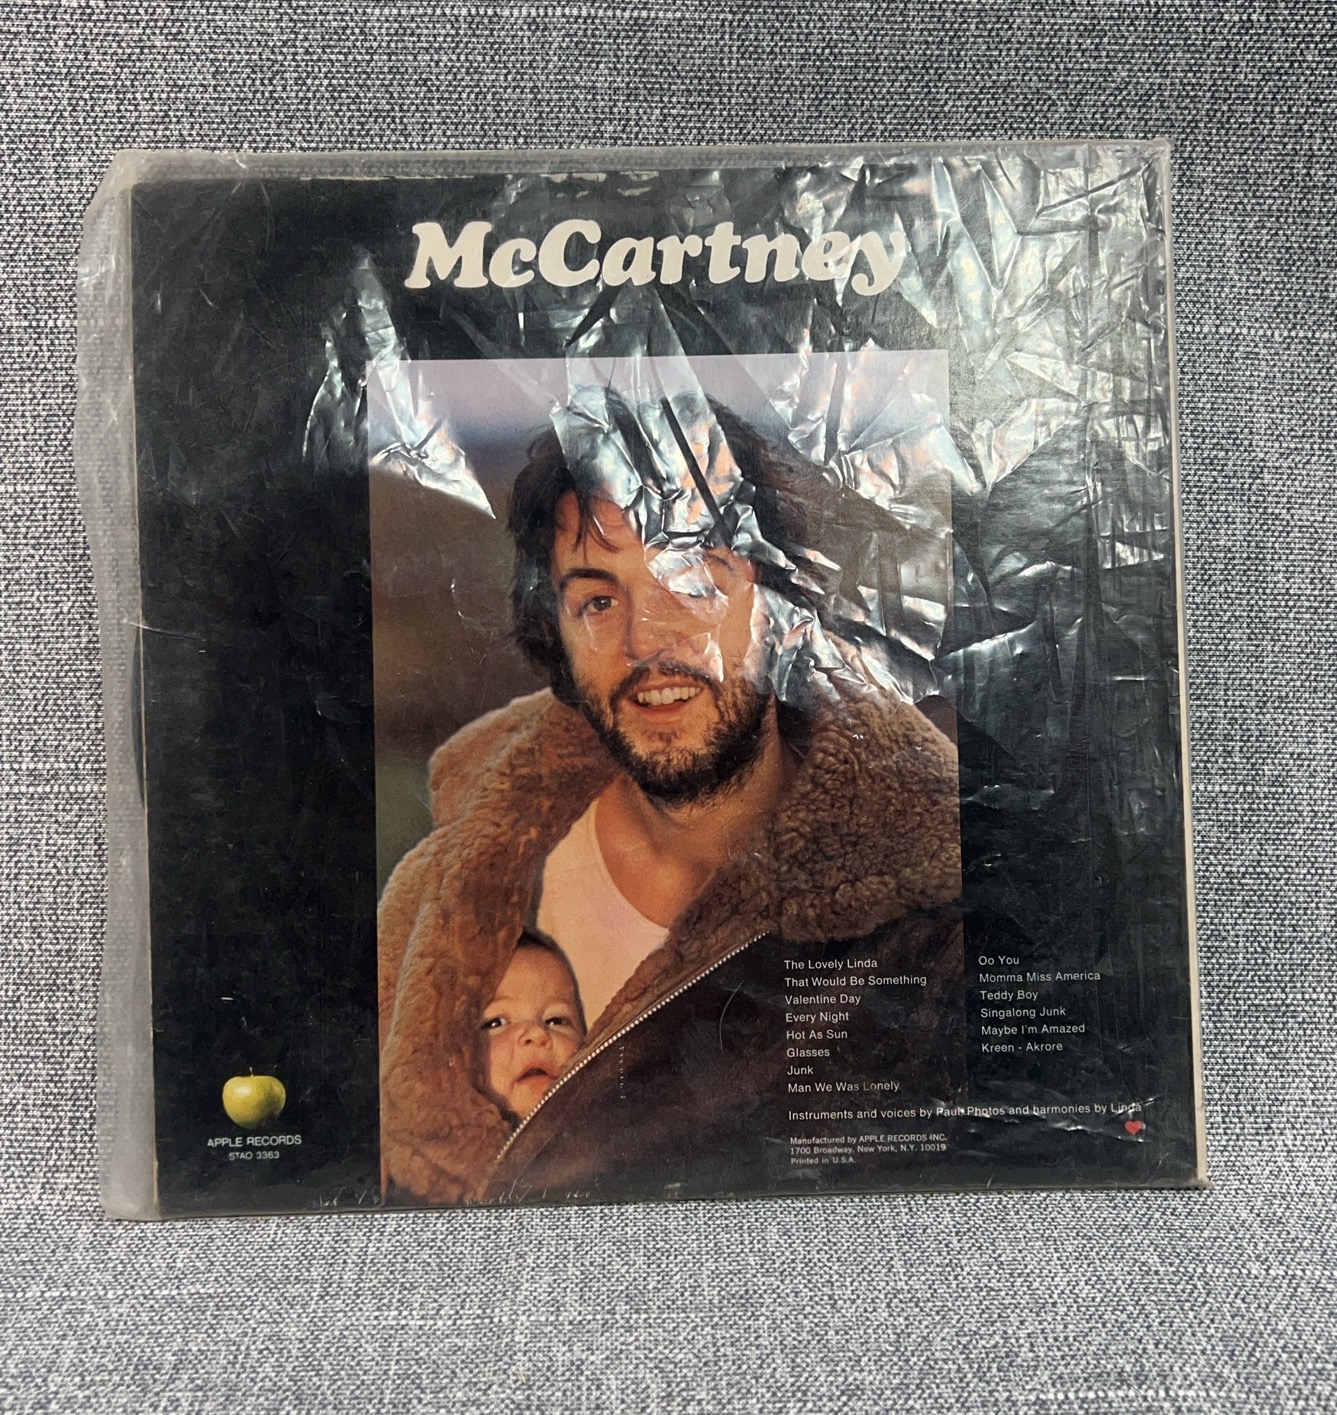 McCartney
The Lovely Linda
That Would Be Something
Valentine Day
Every Night
Hot As Sun
Glasses
Junk
Man We Was Lonely
Oo You
Momma Miss America
Teddy Boy
Singalong Junk
Maybe I'm Amazed
Kreen - Akrore
Instruments and voices by Paul. Photos and harmonies by Linda
Manufactured by APPLE RECORDS INC.
1700 Broadway, New York, N.Y. 10019
Printed in U.S.A.
APPLE RECORDS
STAO 3363